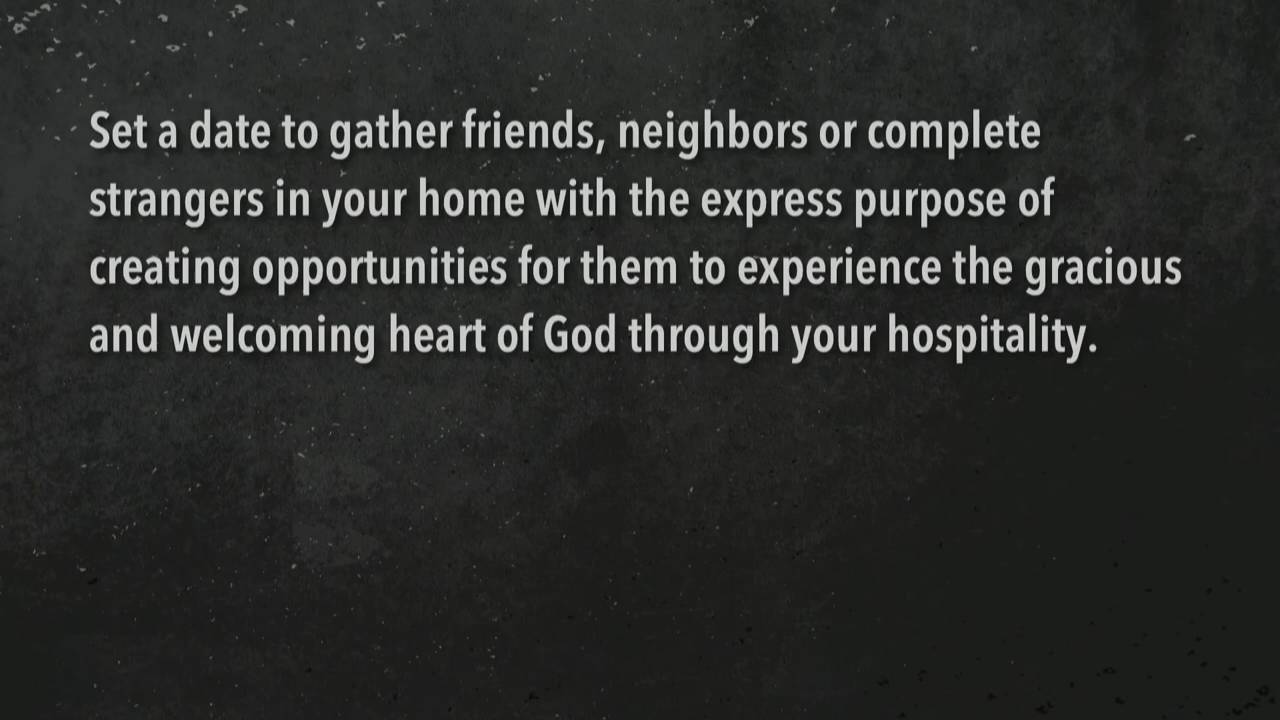 Set a date to gather friends, neighbors or complete
strangers in your home with the express purpose of
creating opportunities for them to experience the gracious
and welcoming heart of God through your hospitality.